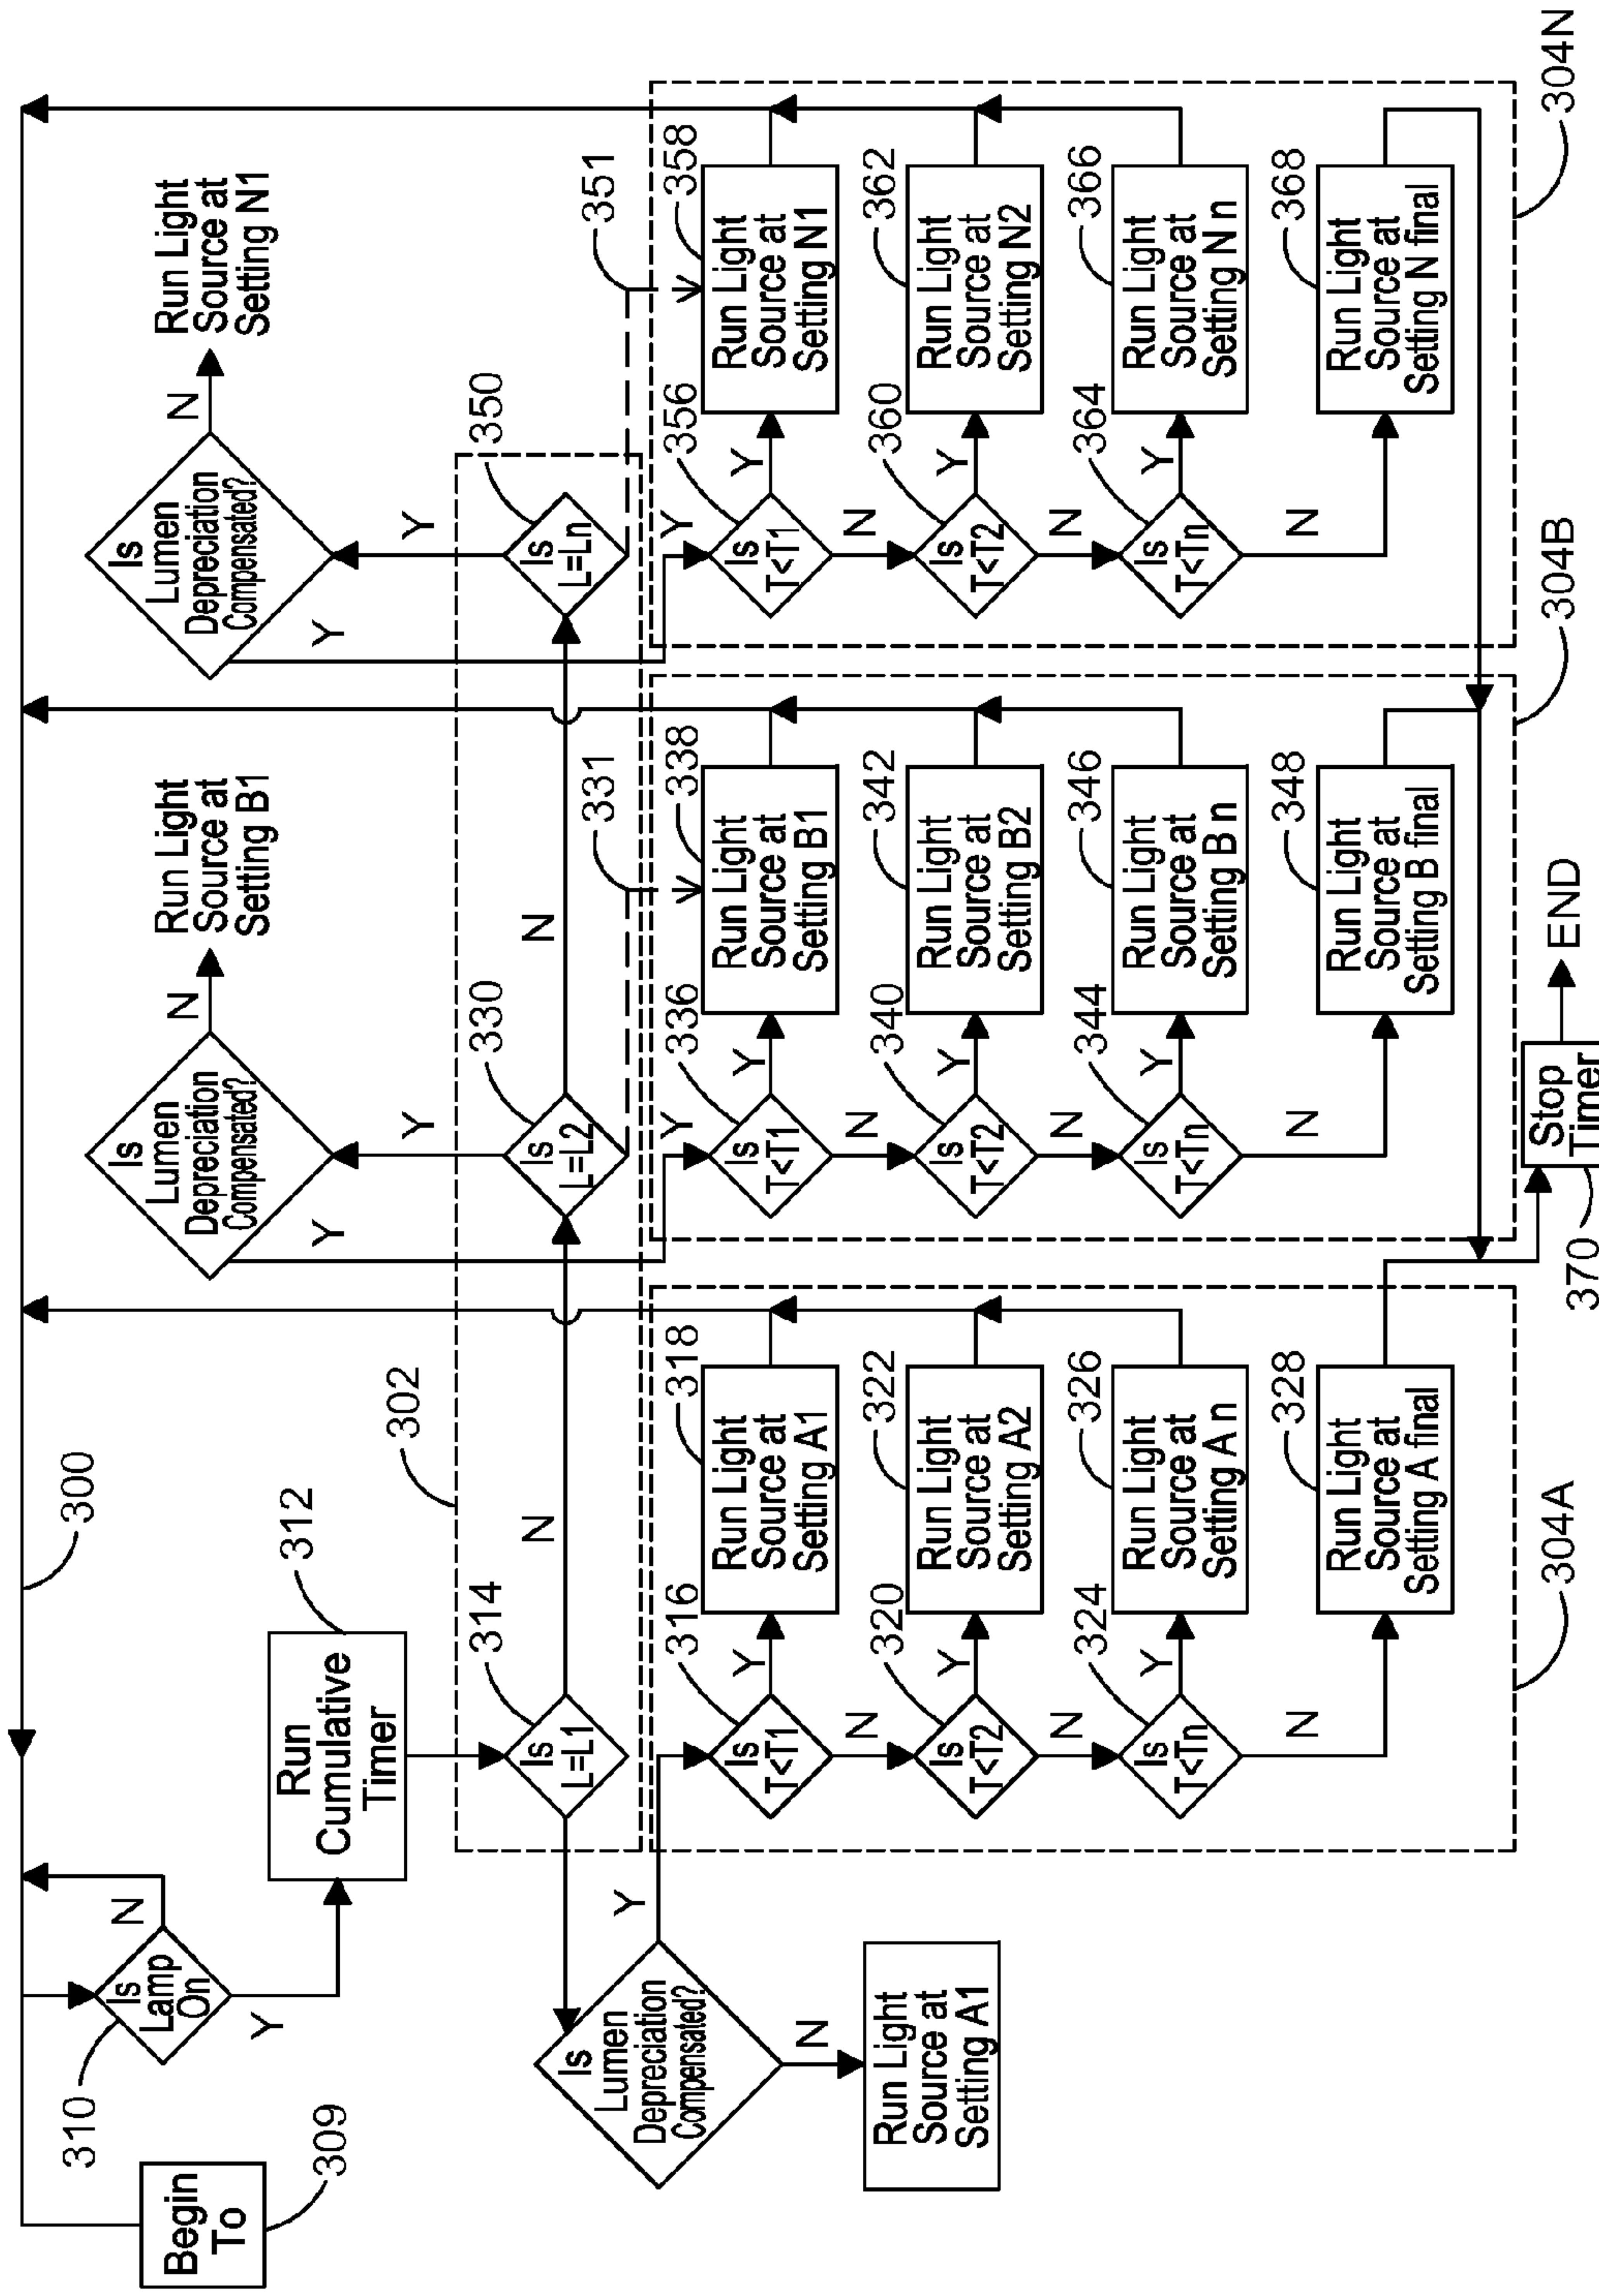 300
Begin
To
309
310
Is
Lamp
On
N
Y
Run
Cumulative
Timer
312
302
314
Is
L=L1
N
Is
Lumen
Depreciation
Compensated?
Y
N
Run Light
Source at
Setting A1
316
Is
T<T1
Y
N
318
Run Light
Source at
Setting A1
320
Is
T<T2
Y
N
322
Run Light
Source at
Setting A2
324
Is
T<Tn
Y
N
326
Run Light
Source at
Setting A n
328
Run Light
Source at
Setting A final
304A
Is
Lumen
Depreciation
Compensated?
N
Run Light
Source at
Setting B1
Y
Y
330
Is
L=L2
N
331
Y
336
Is
T<T1
Y
N
338
Run Light
Source at
Setting B1
340
Is
T<T2
Y
N
342
Run Light
Source at
Setting B2
344
Is
T<Tn
Y
N
346
Run Light
Source at
Setting B n
348
Run Light
Source at
Setting B final
304B
Is
Lumen
Depreciation
Compensated?
N
Run Light
Source at
Setting N1
Y
Y
350
Is
L=Ln
351
Y
356
Is
T<T1
Y
N
358
Run Light
Source at
Setting N1
360
Is
T<T2
Y
N
362
Run Light
Source at
Setting N2
364
Is
T<Tn
Y
N
366
Run Light
Source at
Setting N n
368
Run Light
Source at
Setting N final
304N
370
Stop
Timer
END